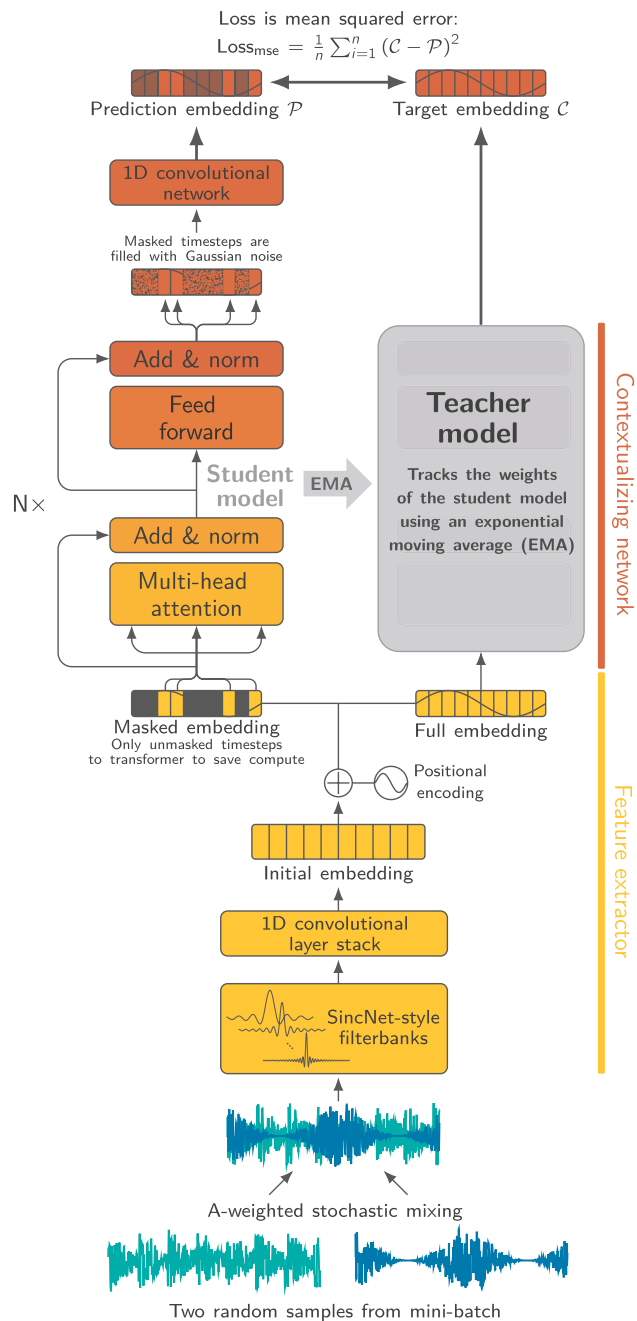 Loss is mean squared error:
Loss_mse = 1/n ∑_{i=1}^{n} (𝒞 − 𝒫)²
Prediction embedding 𝒫
Target embedding 𝒞
1D convolutional
network
Masked timesteps are
filled with Gaussian noise
Add & norm
Feed
forward
Student
model
EMA
N×
Add & norm
Multi-head
attention
Teacher
model
Tracks the weights
of the student model
using an exponential
moving average (EMA)
Contextualizing network
Masked embedding
Only unmasked timesteps
to transformer to save compute
Full embedding
Positional
encoding
Initial embedding
Feature extractor
1D convolutional
layer stack
SincNet-style
filterbanks
A-weighted stochastic mixing
Two random samples from mini-batch